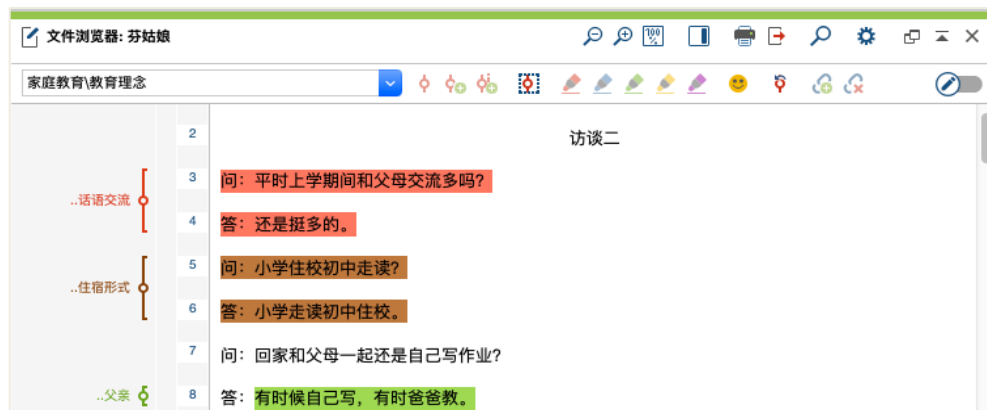 文件浏览器: 芬姑娘
100%
家庭教育\教育理念
2 访谈二
3 问：平时上学期间和父母交流多吗？
..话语交流
4 答：还是挺多的。
5 问：小学住校初中走读？
..住宿形式
6 答：小学走读初中住校。
7 问：回家和父母一起还是自己写作业？
..父亲 8 答：有时候自己写，有时爸爸教。